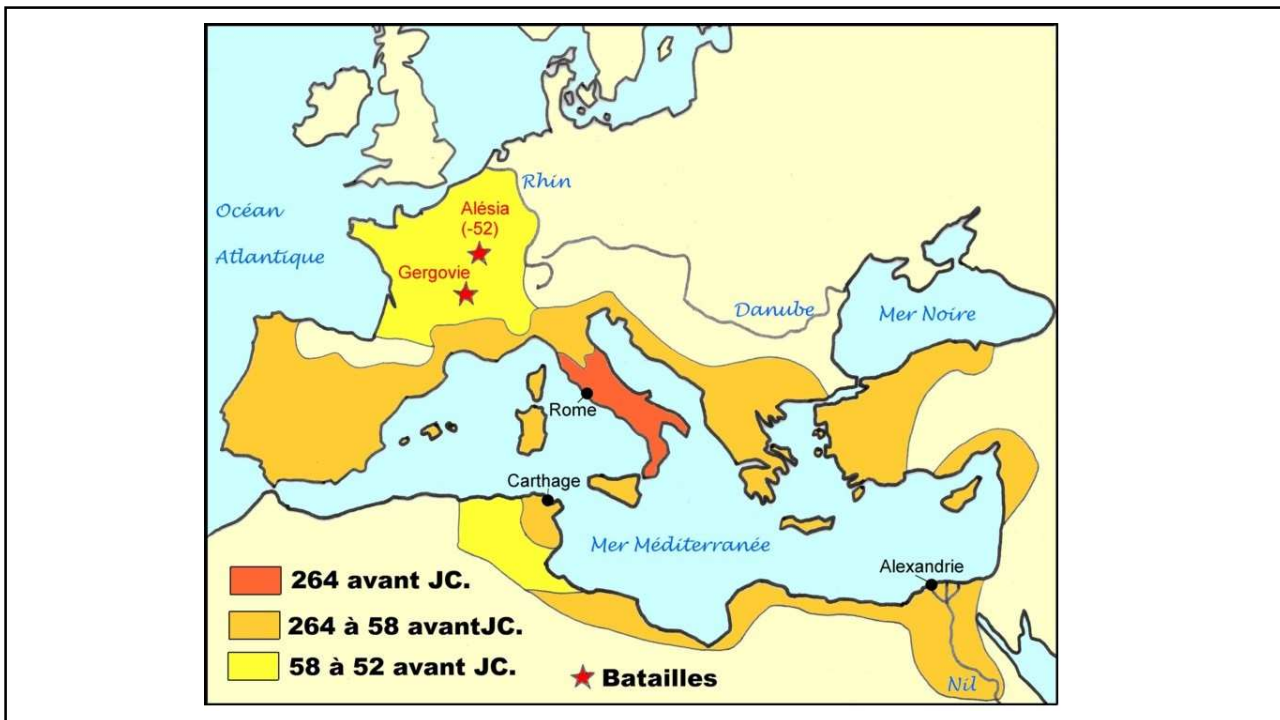 Rhin
Océan
Atlantique
Alésia
(-52)
Gergovie
Danube
Mer Noire
Rome
Carthage
Mer Méditerranée
Alexandrie
Nil
264 avant JC.
264 à 58 avantJC.
58 à 52 avant JC.
Batailles